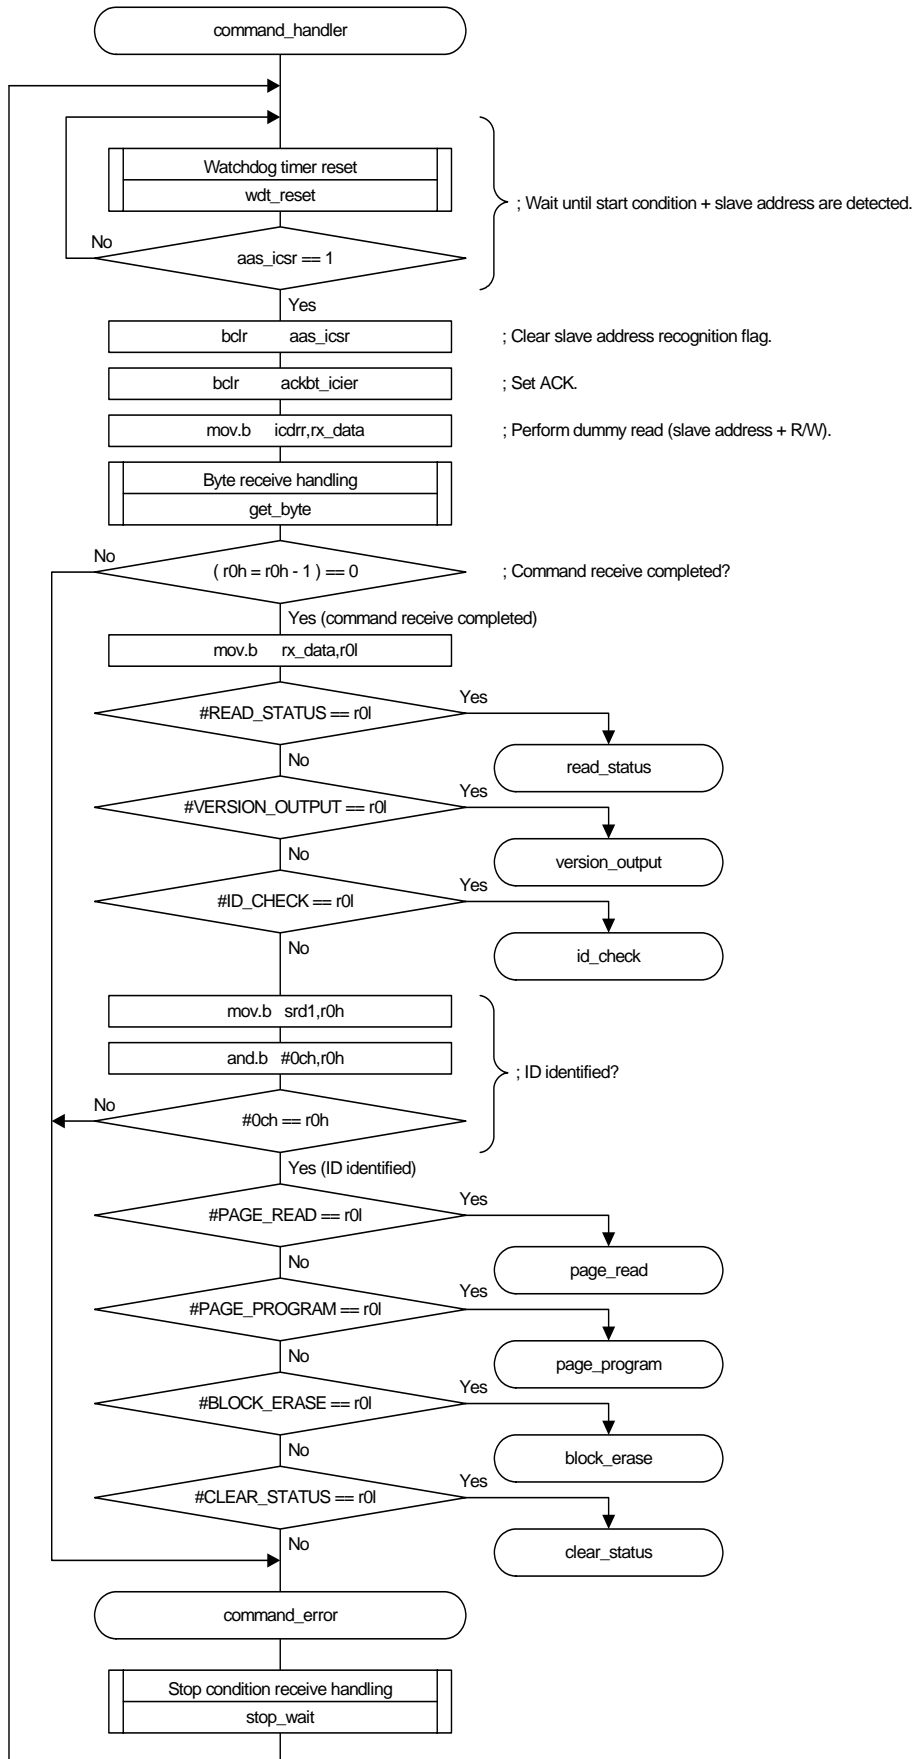 command_handler
Watchdog timer reset
wdt_reset
; Wait until start condition + slave address are detected.
No
aas_icsr == 1
Yes
bclr aas_icsr
; Clear slave address recognition flag.
bclr ackbt_icier
; Set ACK.
mov.b icdrr,rx_data
; Perform dummy read (slave address + R/W).
Byte receive handling
get_byte
No
( r0h = r0h - 1 ) == 0
; Command receive completed?
Yes (command receive completed)
mov.b rx_data,r0l
#READ_STATUS == r0l
Yes
read_status
No
#VERSION_OUTPUT == r0l
Yes
version_output
No
#ID_CHECK == r0l
Yes
id_check
No
mov.b srd1,r0h
and.b #0ch,r0h
; ID identified?
No
#0ch == r0h
Yes (ID identified)
#PAGE_READ == r0l
Yes
page_read
No
#PAGE_PROGRAM == r0l
Yes
page_program
No
#BLOCK_ERASE == r0l
Yes
block_erase
No
#CLEAR_STATUS == r0l
Yes
clear_status
No
command_error
Stop condition receive handling
stop_wait